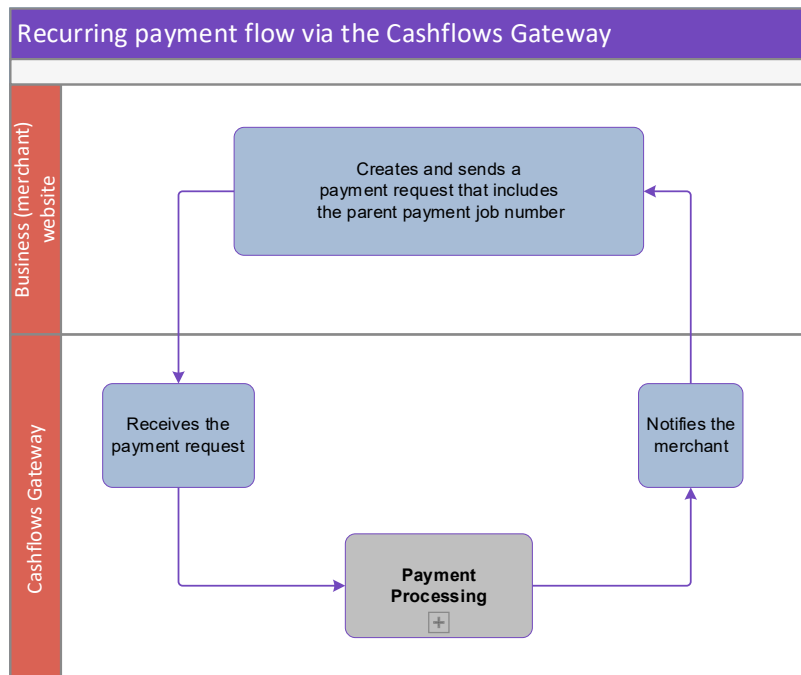 Recurring payment flow via the Cashflows Gateway
Business (merchant)
website
Creates and sends a
payment request that includes
the parent payment job number
Cashflows Gateway
Receives the
payment request
Notifies the
merchant
Payment
Processing